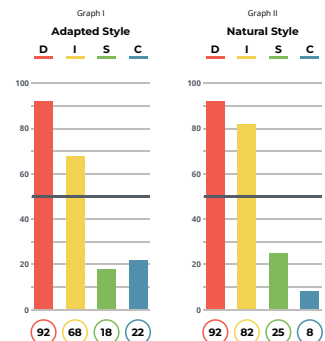 Graph I
Adapted Style
D I S C
100
80
60
40
20
0
92 68 18 22
Graph II
Natural Style
D I S C
100
80
60
40
20
0
92 82 25 8